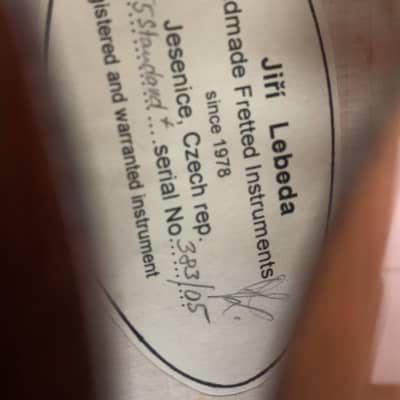 Jiří Lebeda
dmade Fretted Instruments
since 1978
Jesenice, Czech rep.
5 Standard + serial No 383/05
gistered and warranted instrument